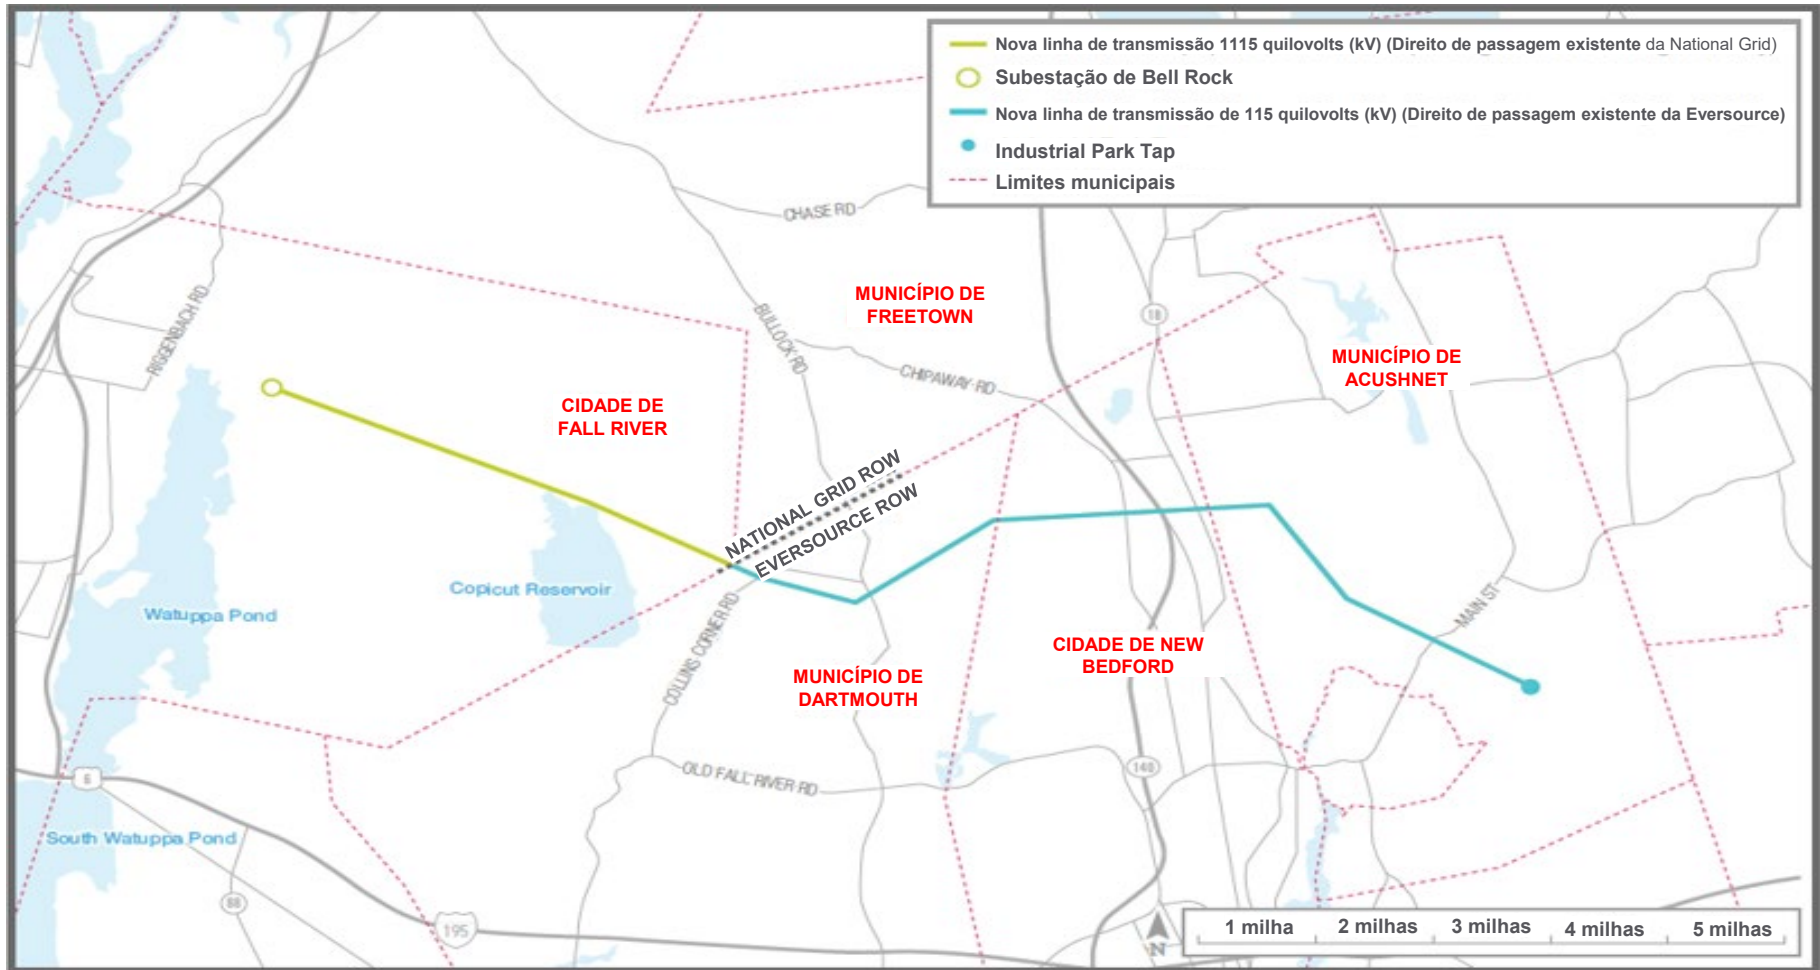 Nova linha de transmissão 1115 quilovolts (kV) (Direito de passagem existente da National Grid)
Subestação de Bell Rock
Nova linha de transmissão de 115 quilovolts (kV) (Direito de passagem existente da Eversource)
Industrial Park Tap
Limites municipais
CHASE RD
RIGGENBACH RD
BULLOCK RD
MUNICÍPIO DE
FREETOWN
18
CHIPAWAY RD
MUNICÍPIO DE
ACUSHNET
CIDADE DE
FALL RIVER
NATIONAL GRID ROW
EVERSOURCE ROW
Copicut Reservoir
Watuppa Pond
COLLINS CORNER RD
MAIN ST
CIDADE DE NEW
BEDFORD
MUNICÍPIO DE
DARTMOUTH
OLD FALL RIVER RD
140
6
South Watuppa Pond
88
195
N
1 milha 2 milhas 3 milhas 4 milhas 5 milhas